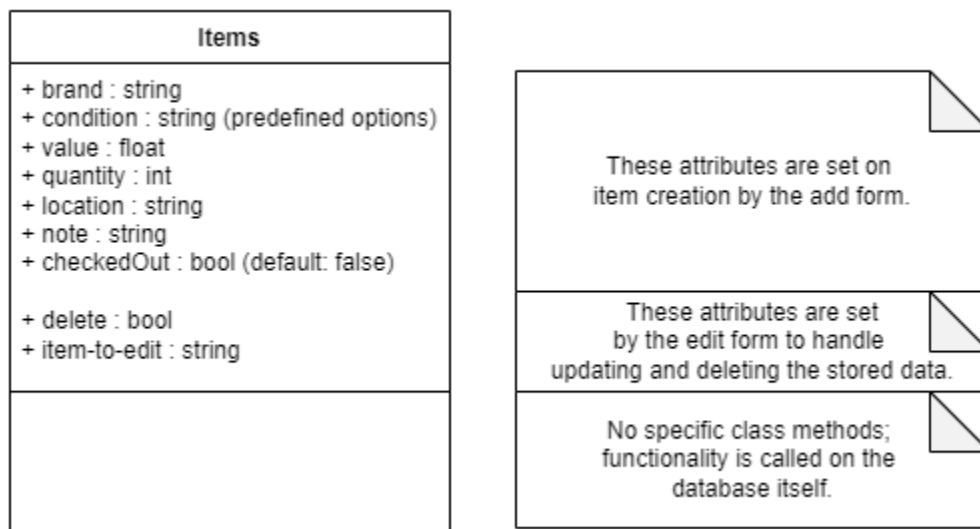 Items
+ brand : string
+ condition : string (predefined options)
+ value : float
+ quantity : int
+ location : string
+ note : string
+ checkedOut : bool (default: false)
+ delete : bool
+ item-to-edit : string
These attributes are set on
item creation by the add form.
These attributes are set
by the edit form to handle
updating and deleting the stored data.
No specific class methods;
functionality is called on the
database itself.